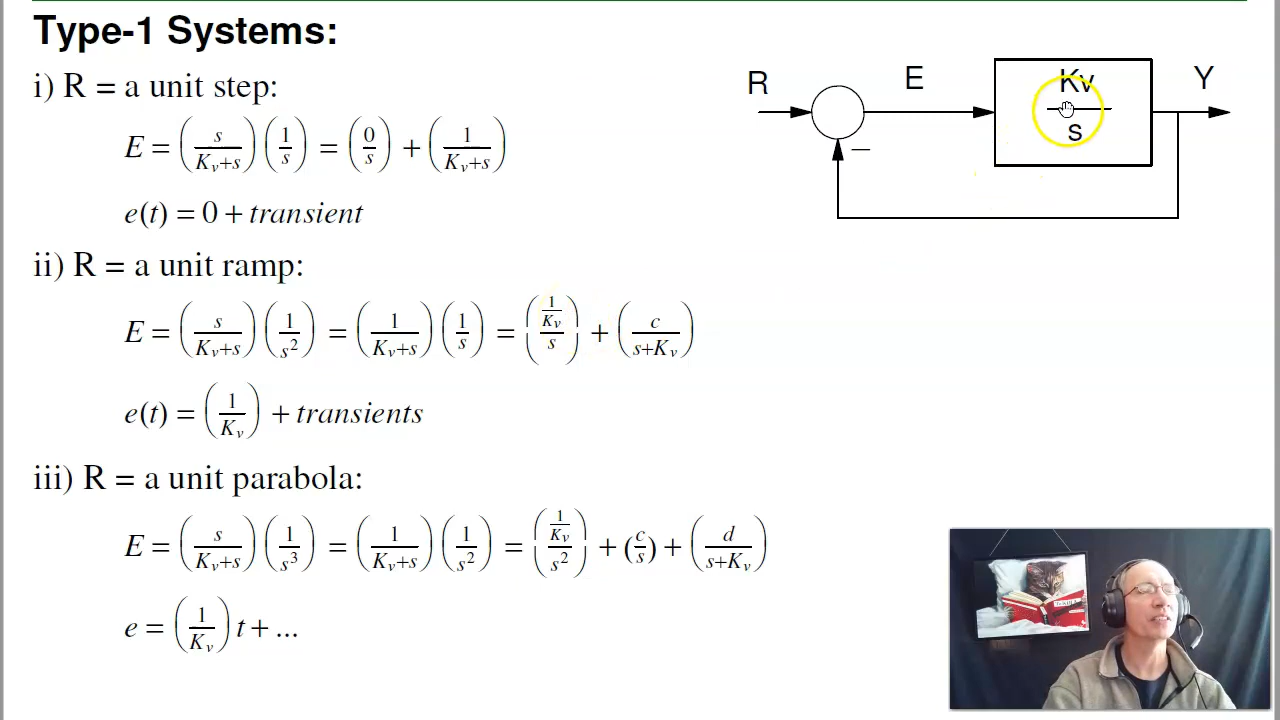 Type-1 Systems:
i) R = a unit step:
E = (s/(Kv+s)) (1/s) = (0/s) + (1/(Kv+s))
e(t) = 0 + transient
ii) R = a unit ramp:
E = (s/(Kv+s)) (1/s²) = (1/(Kv+s)) (1/s) = ((1/Kv)/s) + (c/(s+Kv))
e(t) = (1/Kv) + transients
iii) R = a unit parabola:
E = (s/(Kv+s)) (1/s³) = (1/(Kv+s)) (1/s²) = ((1/Kv)/s²) + (c/s) + (d/(s+Kv))
e = (1/Kv) t + ...
R
E
Kv
s
Y
−